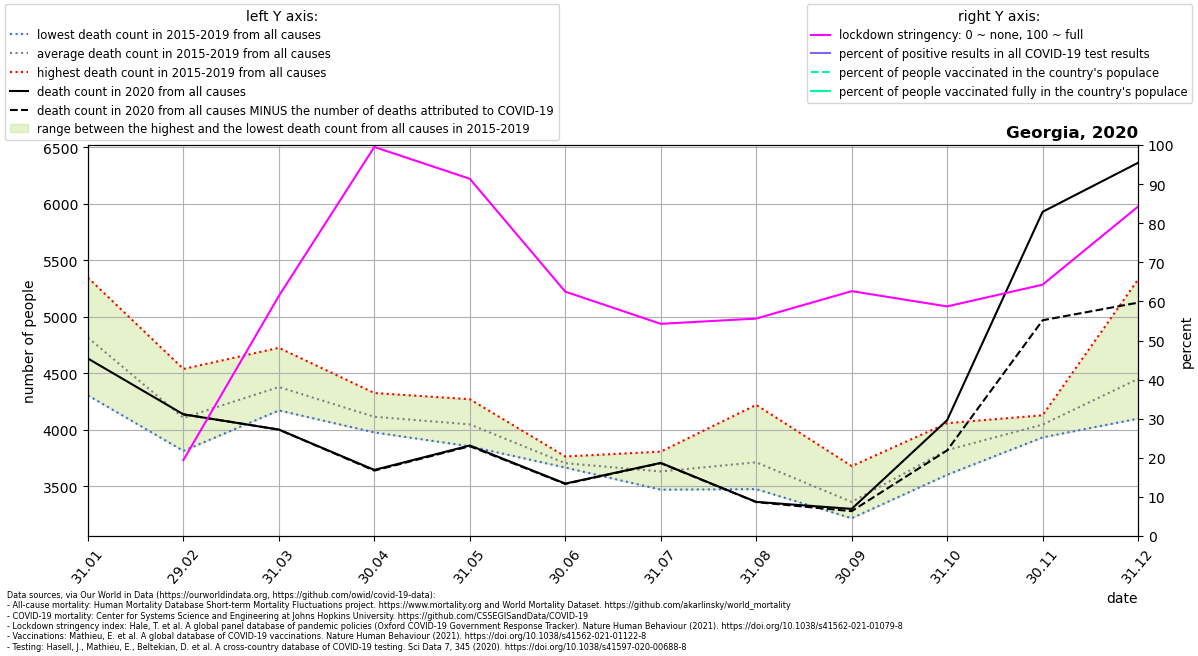 left Y axis:
lowest death count in 2015-2019 from all causes
average death count in 2015-2019 from all causes
highest death count in 2015-2019 from all causes
death count in 2020 from all causes
death count in 2020 from all causes MINUS the number of deaths attributed to COVID-19
range between the highest and the lowest death count from all causes in 2015-2019
right Y axis:
lockdown stringency: 0 ~ none, 100 ~ full
percent of positive results in all COVID-19 test results
percent of people vaccinated in the country's populace
percent of people vaccinated fully in the country's populace
Georgia, 2020
number of people
6500
6000
5500
5000
4500
4000
3500
100
90
80
70
60
50
40
30
20
10
0
percent
31.01
29.02
31.03
30.04
31.05
30.06
31.07
31.08
30.09
31.10
30.11
31.12
date
Data sources, via Our World in Data (https://ourworldindata.org, https://github.com/owid/covid-19-data):
- All-cause mortality: Human Mortality Database Short-term Mortality Fluctuations project. https://www.mortality.org and World Mortality Dataset. https://github.com/akarlinsky/world_mortality
- COVID-19 mortality: Center for Systems Science and Engineering at Johns Hopkins University. https://github.com/CSSEGISandData/COVID-19
- Lockdown stringency index: Hale, T. et al. A global panel database of pandemic policies (Oxford COVID-19 Government Response Tracker). Nature Human Behaviour (2021). https://doi.org/10.1038/s41562-021-01079-8
- Vaccinations: Mathieu, E. et al. A global database of COVID-19 vaccinations. Nature Human Behaviour (2021). https://doi.org/10.1038/s41562-021-01122-8
- Testing: Hasell, J., Mathieu, E., Beltekian, D. et al. A cross-country database of COVID-19 testing. Sci Data 7, 345 (2020). https://doi.org/10.1038/s41597-020-00688-8